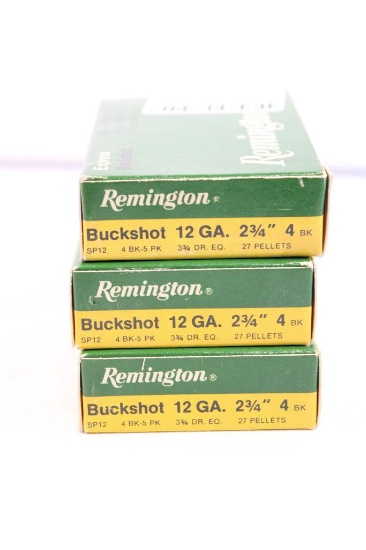 Remington
Express
Remington®
Buckshot 12 GA. 2¾" 4 BK
SP12 4 BK-5 PK 3¾ DR. EQ. 27 PELLETS
Remington®
Buckshot 12 GA. 2¾" 4 BK
SP12 4 BK-5 PK 3¾ DR. EQ. 27 PELLETS
Remington®
Buckshot 12 GA. 2¾" 4 BK
SP12 4 BK-5 PK 3¾ DR. EQ. 27 PELLETS